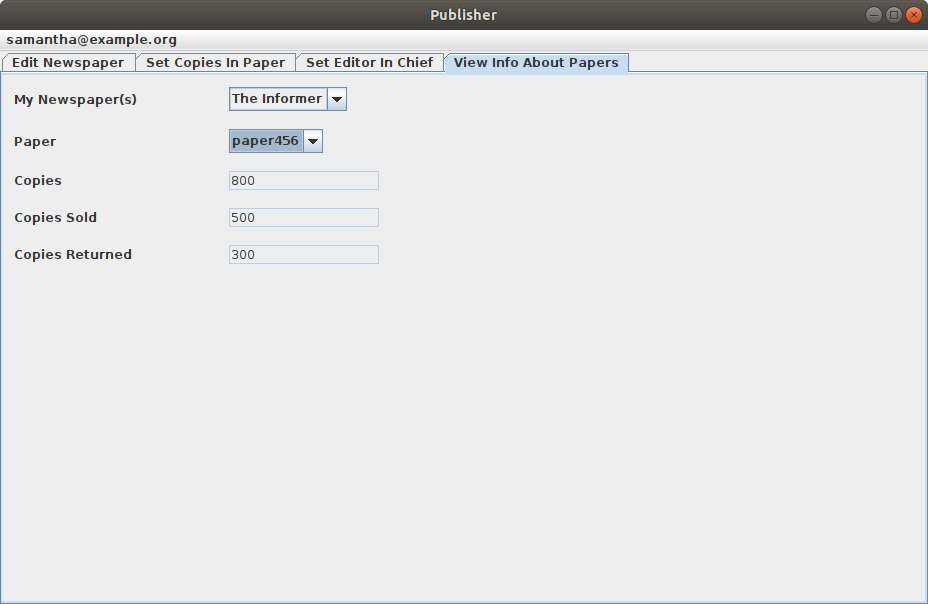 Publisher
samantha@example.org
Edit Newspaper Set Copies In Paper Set Editor In Chief View Info About Papers
My Newspaper(s) The Informer
Paper paper456
Copies 800
Copies Sold 500
Copies Returned 300